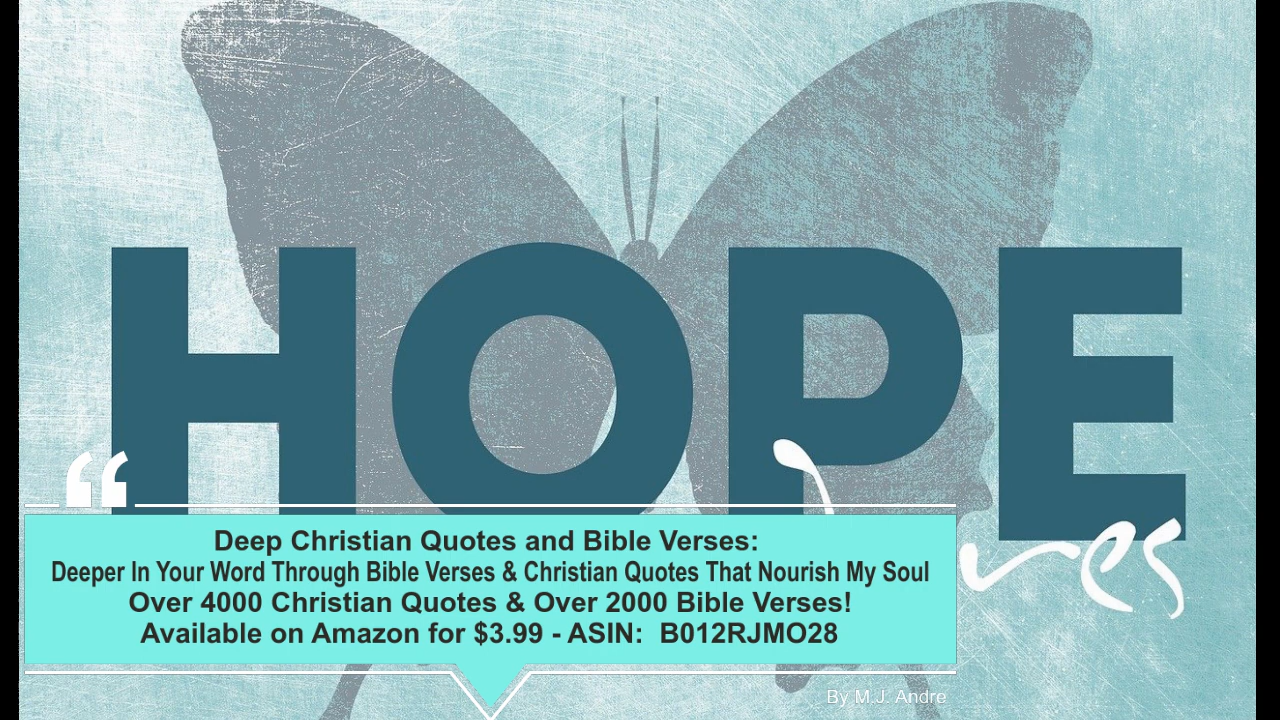 HOPE
“
Deep Christian Quotes and Bible Verses:
Deeper In Your Word Through Bible Verses & Christian Quotes That Nourish My Soul
Over 4000 Christian Quotes & Over 2000 Bible Verses!
Available on Amazon for $3.99 - ASIN:  B012RJMO28
By M.J. Andre